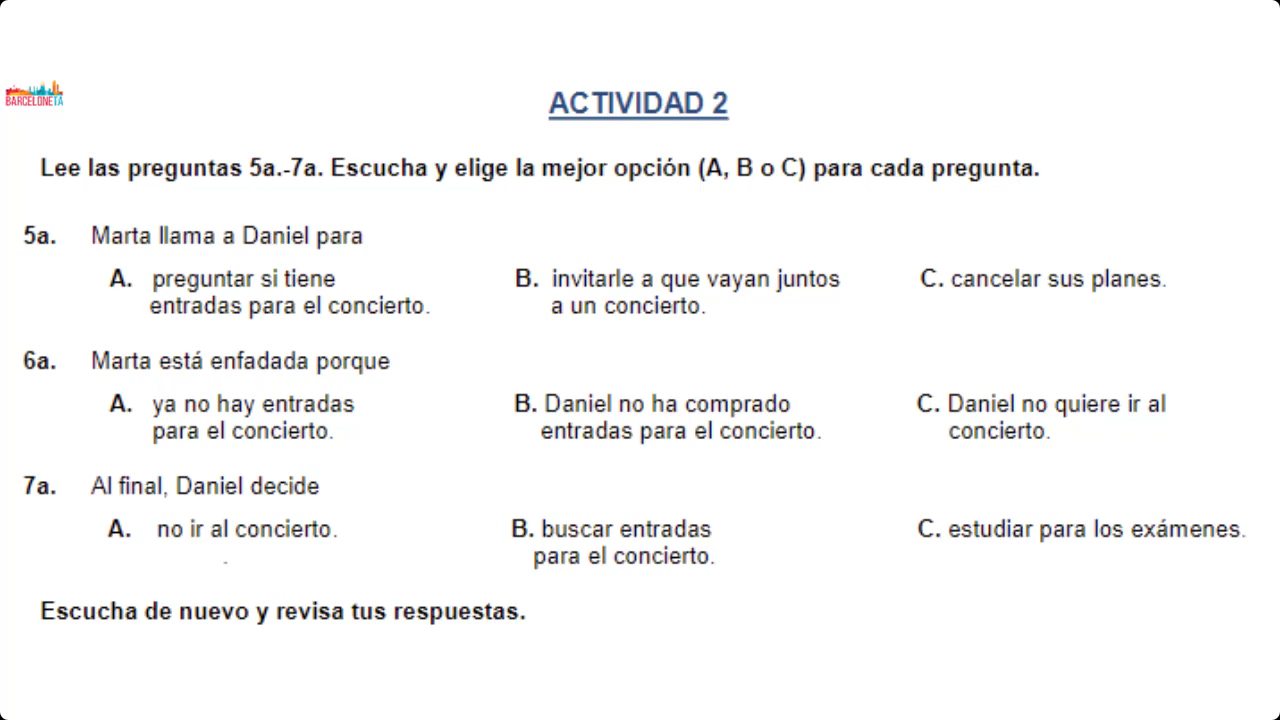 BARCELONETA
ACTIVIDAD 2
Lee las preguntas 5a.-7a. Escucha y elige la mejor opción (A, B o C) para cada pregunta.
5a. Marta llama a Daniel para
A. preguntar si tiene
entradas para el concierto.
B. invitarle a que vayan juntos
a un concierto.
C. cancelar sus planes.
6a. Marta está enfadada porque
A. ya no hay entradas
para el concierto.
B. Daniel no ha comprado
entradas para el concierto.
C. Daniel no quiere ir al
concierto.
7a. Al final, Daniel decide
A. no ir al concierto.
B. buscar entradas
para el concierto.
C. estudiar para los exámenes.
Escucha de nuevo y revisa tus respuestas.